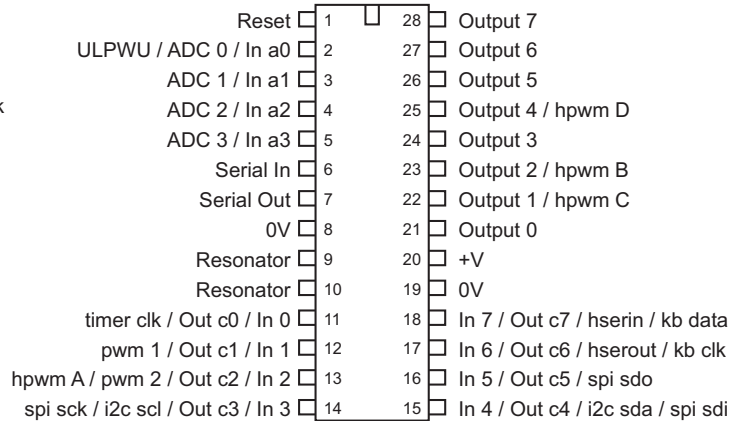 Reset 1 28 Output 7
ULPWU / ADC 0 / In a0 2 27 Output 6
ADC 1 / In a1 3 26 Output 5
k
ADC 2 / In a2 4 25 Output 4 / hpwm D
ADC 3 / In a3 5 24 Output 3
Serial In 6 23 Output 2 / hpwm B
Serial Out 7 22 Output 1 / hpwm C
0V 8 21 Output 0
Resonator 9 20 +V
Resonator 10 19 0V
timer clk / Out c0 / In 0 11 18 In 7 / Out c7 / hserin / kb data
pwm 1 / Out c1 / In 1 12 17 In 6 / Out c6 / hserout / kb clk
hpwm A / pwm 2 / Out c2 / In 2 13 16 In 5 / Out c5 / spi sdo
spi sck / i2c scl / Out c3 / In 3 14 15 In 4 / Out c4 / i2c sda / spi sdi